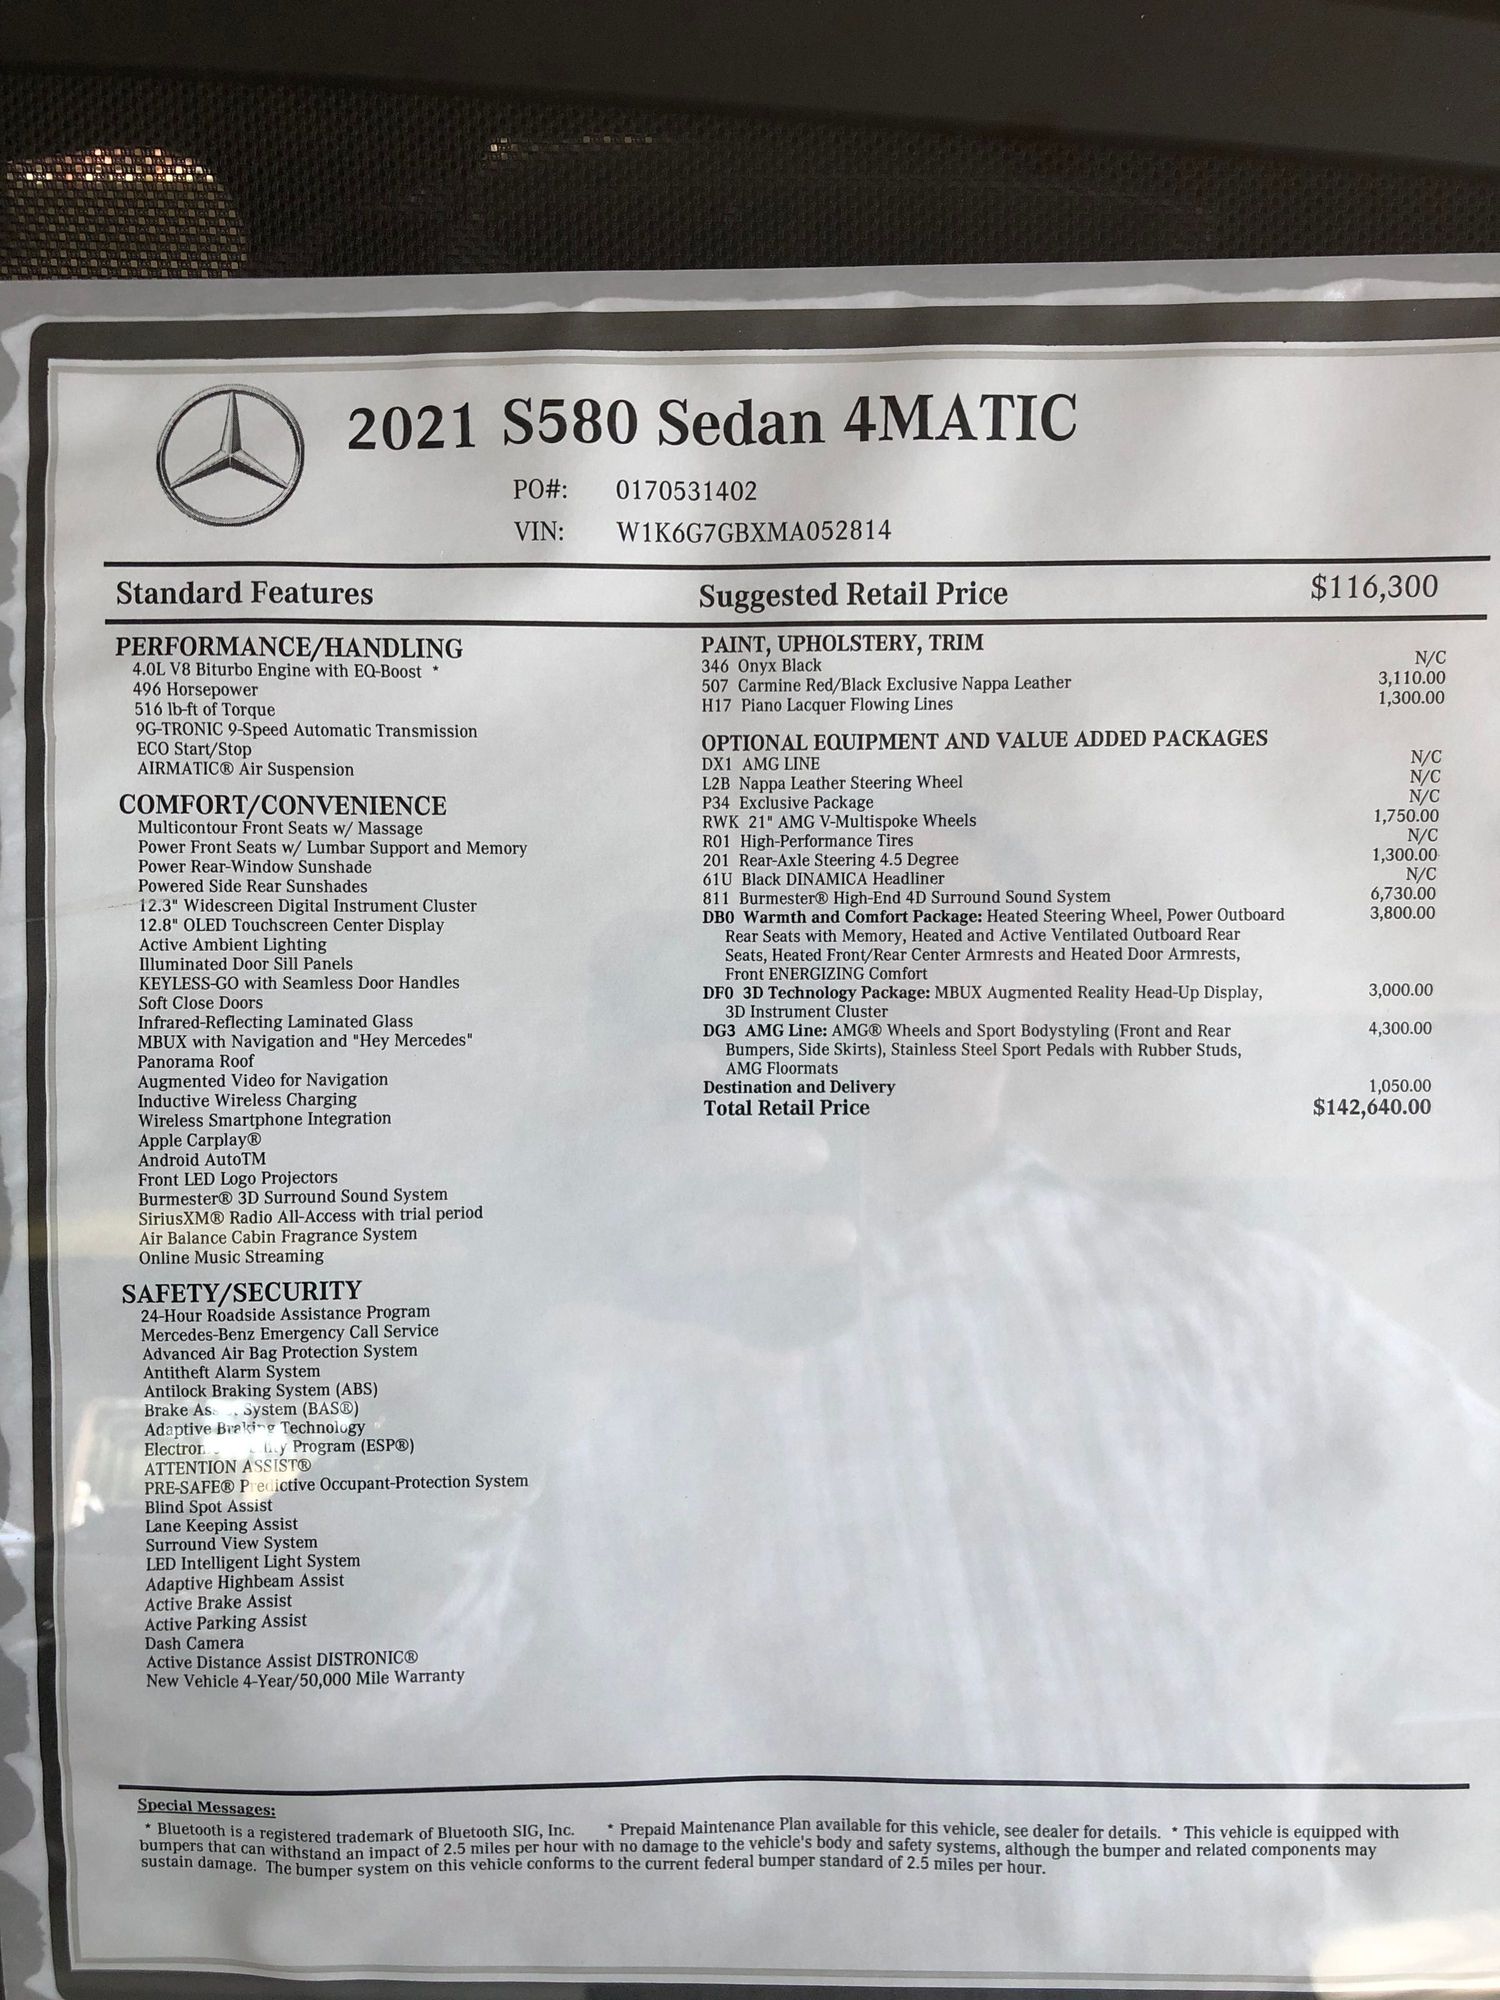 2021 S580 Sedan 4MATIC
PO#: 0170531402
VIN: W1K6G7GBXMA052814
Standard Features
Suggested Retail Price $116,300
PERFORMANCE/HANDLING
4.0L V8 Biturbo Engine with EQ-Boost *
496 Horsepower
516 lb-ft of Torque
9G-TRONIC 9-Speed Automatic Transmission
ECO Start/Stop
AIRMATIC® Air Suspension
COMFORT/CONVENIENCE
Multicontour Front Seats w/ Massage
Power Front Seats w/ Lumbar Support and Memory
Power Rear-Window Sunshade
Powered Side Rear Sunshades
12.3" Widescreen Digital Instrument Cluster
12.8" OLED Touchscreen Center Display
Active Ambient Lighting
Illuminated Door Sill Panels
KEYLESS-GO with Seamless Door Handles
Soft Close Doors
Infrared-Reflecting Laminated Glass
MBUX with Navigation and "Hey Mercedes"
Panorama Roof
Augmented Video for Navigation
Inductive Wireless Charging
Wireless Smartphone Integration
Apple Carplay®
Android AutoTM
Front LED Logo Projectors
Burmester® 3D Surround Sound System
SiriusXM® Radio All-Access with trial period
Air Balance Cabin Fragrance System
Online Music Streaming
SAFETY/SECURITY
24-Hour Roadside Assistance Program
Mercedes-Benz Emergency Call Service
Advanced Air Bag Protection System
Antitheft Alarm System
Antilock Braking System (ABS)
Brake System (BAS®)
Adaptive Braking Technology
Program (ESP®)
ATTENTION ASSIST®
PRE-SAFE® Predictive Occupant-Protection System
Blind Spot Assist
Lane Keeping Assist
Surround View System
LED Intelligent Light System
Adaptive Highbeam Assist
Active Brake Assist
Active Parking Assist
Dash Camera
Active Distance Assist DISTRONIC®
New Vehicle 4-Year/50,000 Mile Warranty
PAINT, UPHOLSTERY, TRIM
346 Onyx Black N/C
507 Carmine Red/Black Exclusive Nappa Leather 3,110.00
H17 Piano Lacquer Flowing Lines 1,300.00
OPTIONAL EQUIPMENT AND VALUE ADDED PACKAGES
DX1 AMG LINE N/C
L2B Nappa Leather Steering Wheel N/C
P34 Exclusive Package N/C
RWK 21" AMG V-Multispoke Wheels 1,750.00
R01 High-Performance Tires N/C
201 Rear-Axle Steering 4.5 Degree 1,300.00
61U Black DINAMICA Headliner N/C
811 Burmester® High-End 4D Surround Sound System 6,730.00
DB0 Warmth and Comfort Package: Heated Steering Wheel, Power Outboard 3,800.00
Rear Seats with Memory, Heated and Active Ventilated Outboard Rear
Seats, Heated Front/Rear Center Armrests and Heated Door Armrests,
Front ENERGIZING Comfort
DF0 3D Technology Package: MBUX Augmented Reality Head-Up Display, 3,000.00
3D Instrument Cluster
DG3 AMG Line: AMG® Wheels and Sport Bodystyling (Front and Rear 4,300.00
Bumpers, Side Skirts), Stainless Steel Sport Pedals with Rubber Studs,
AMG Floormats
Destination and Delivery 1,050.00
Total Retail Price $142,640.00
Special Messages:
* Bluetooth is a registered trademark of Bluetooth SIG, Inc. * Prepaid Maintenance Plan available for this vehicle, see dealer for details. * This vehicle is equipped with
bumpers that can withstand an impact of 2.5 miles per hour with no damage to the vehicle's body and safety systems, although the bumper and related components may
sustain damage. The bumper system on this vehicle conforms to the current federal bumper standard of 2.5 miles per hour.